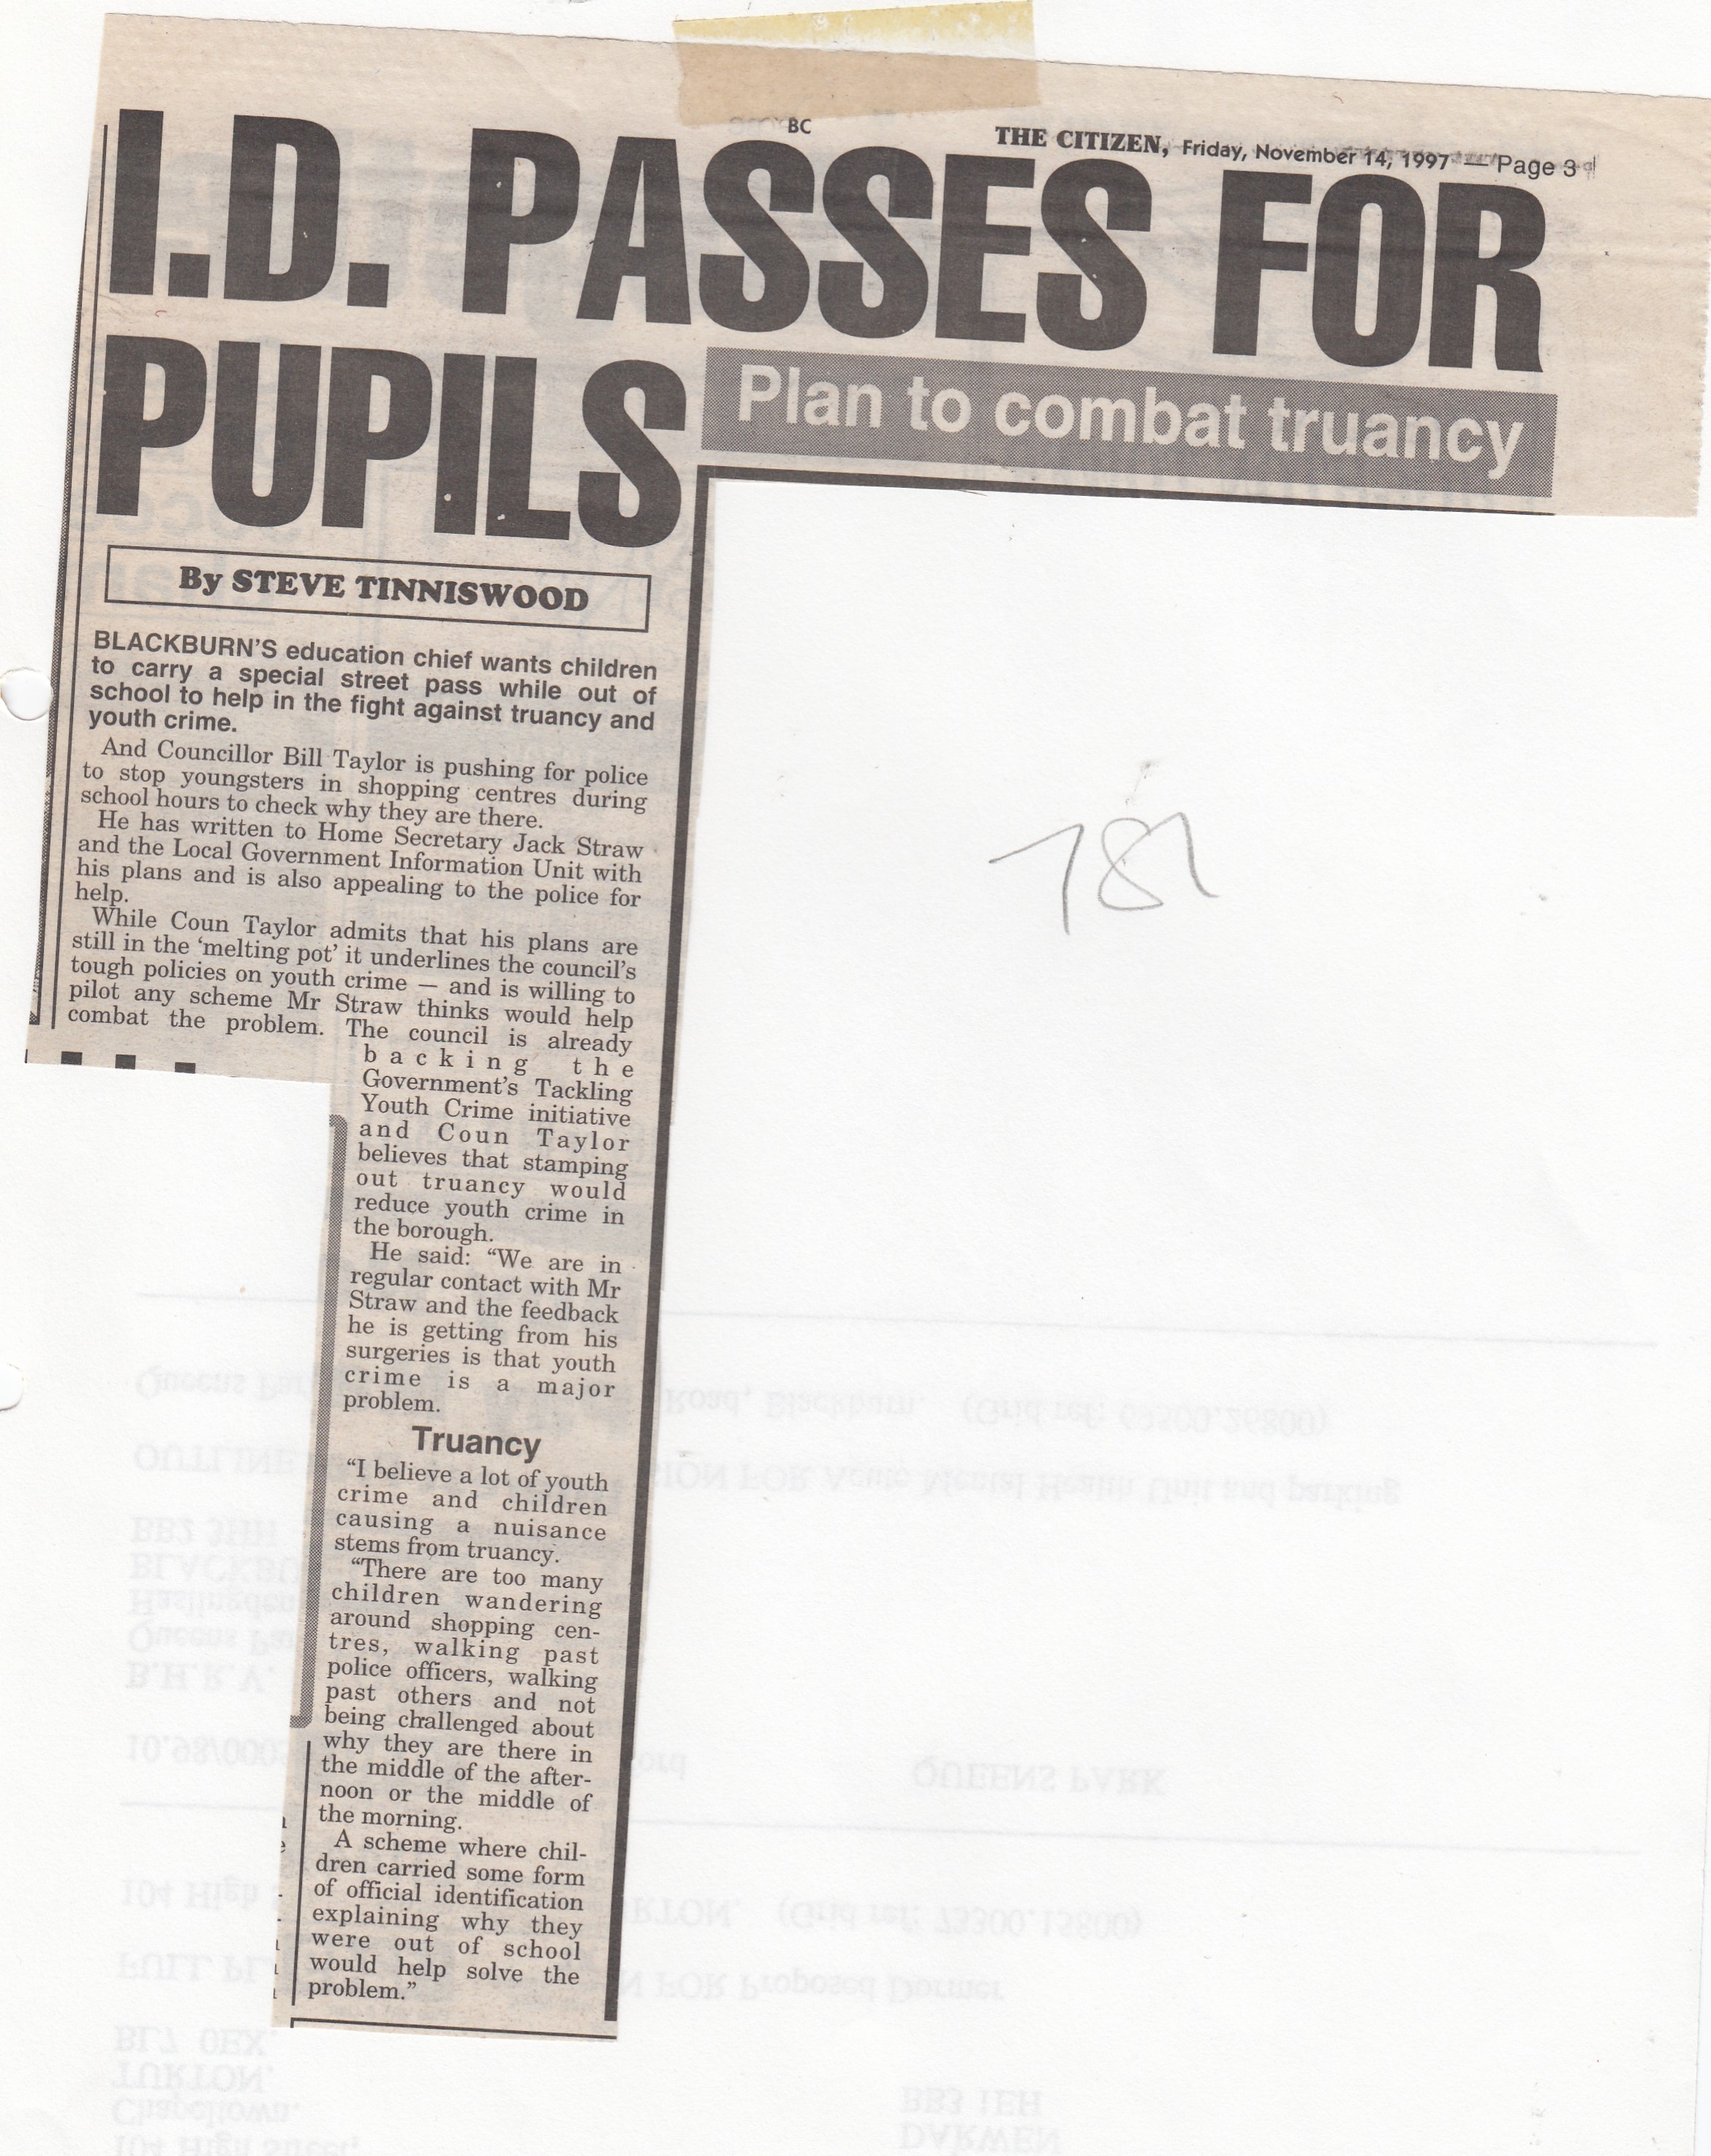 BC
THE CITIZEN, Friday, November 14, 1997 — Page 3
I.D. PASSES FOR
PUPILS
Plan to combat truancy
By STEVE TINNISWOOD
BLACKBURN'S education chief wants children
to carry a special street pass while out of
school to help in the fight against truancy and
youth crime.
And Councillor Bill Taylor is pushing for police
to stop youngsters in shopping centres during
school hours to check why they are there.
He has written to Home Secretary Jack Straw
and the Local Government Information Unit with
his plans and is also appealing to the police for
help.
While Coun Taylor admits that his plans are
still in the ‘melting pot’ it underlines the council's
tough policies on youth crime — and is willing to
pilot any scheme Mr Straw thinks would help
combat the problem. The council is already
backing the
Government's Tackling
Youth Crime initiative
and Coun Taylor
believes that stamping
out truancy would
reduce youth crime in
the borough.
He said: “We are in
regular contact with Mr
Straw and the feedback
he is getting from his
surgeries is that youth
crime is a major
problem.
Truancy
“I believe a lot of youth
crime and children
causing a nuisance
stems from truancy.
“There are too many
children wandering
around shopping cen-
tres, walking past
police officers, walking
past others and not
being challenged about
why they are there in
the middle of the after-
noon or the middle of
the morning.
A scheme where chil-
dren carried some form
of official identification
explaining why they
were out of school
would help solve the
problem.”
781